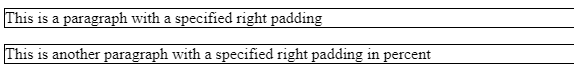 This is a paragraph with a specified right padding
This is another paragraph with a specified right padding in percent